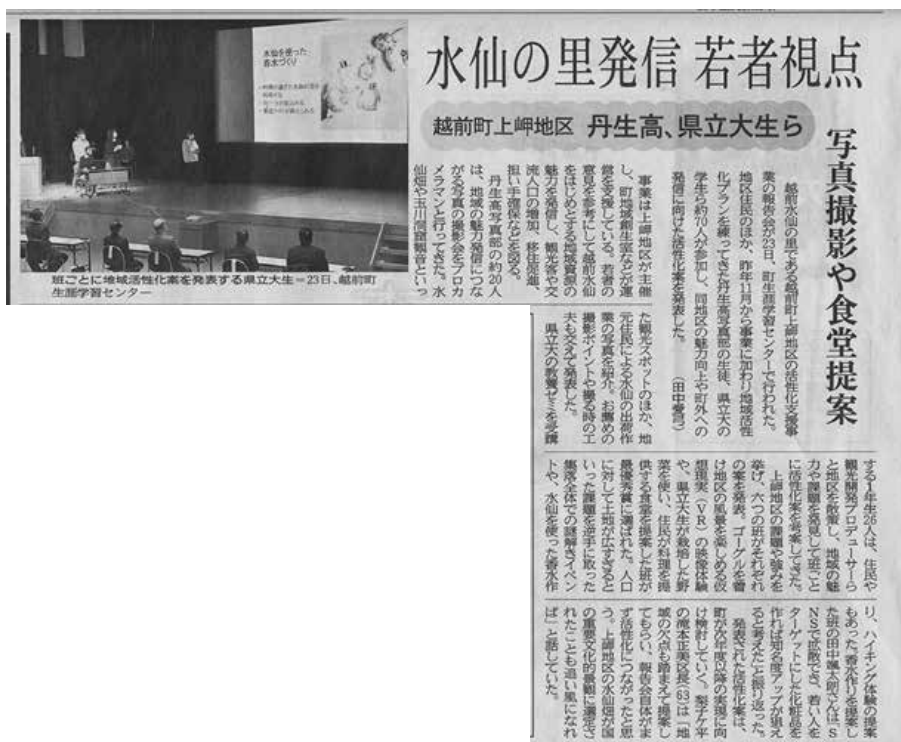 水仙の里発信 若者視点
越前町上岬地区 丹生高、県立大生ら
写真撮影や食堂提案
水仙を使った
香水づくり
班ごとに地域活性化案を発表する県立大生＝23日、越前町
生涯学習センター
越前水仙の里である越前町上岬地区の活性化支援事
業の報告会が23日、町生涯学習センターで行われた。
地区住民のほか、昨年11月から事業に加わり地域活性
化プランを練ってきた丹生高写真部の生徒、県立大の
学生ら約70人が参加し、同地区の魅力向上や町外への
発信に向けた活性化案を発表した。
事業は上岬地区が主催
し、町地域創生室などが運
営を支援している。若者の
意見を参考にして越前水仙
をはじめとする地域資源の
魅力を発信し、観光客や交
流人口の増加、移住促進、
担い手確保などを図る。
丹生高写真部の約20人
は、地域の魅力発信につな
がる写真の撮影会をプロカ
メラマンと行ってきた。水
仙畑や玉川洞窟観音といっ
た観光スポットのほか、地
元住民による水仙の出荷作
業の写真を紹介。お薦めの
撮影ポイントや撮る時の工
夫も交えて発表した。
県立大の教養ゼミを受講
する1年生26人は、住民や
観光開発プロデューサーら
と地区を散策し、地域の魅
力や課題を発見して班ごと
に活性化案を考案してきた。
上岬地区の課題や強みを
挙げ、六つの班がそれぞれ
の案を発表。ゴーグルを着
け地区の風景を楽しめる仮
想現実（VR）の映像体験
や、県立大生が栽培した野
菜を使い、住民が料理を提
供する食堂を提案した班が
最優秀賞に選ばれた。人口
に対して土地が広すぎると
いった課題を逆手に取った
集落全体での謎解きイベン
トや、水仙を使った香水作
り、ハイキング体験の提案
もあった。香水作りを提案し
た班の田中颯太朗さんは「S
NSで拡散でき、若い人を
ターゲットにした化粧品を
作れば知名度アップが狙え
ると考えた」と振り返った。
発表された活性化案は、
町が次年度以降の実現に向
け検討していく。梨子ケ平
の滝本正美区長（63）は「地
域の欠点も踏まえて提案し
てもらい、報告会自体がま
ず活性化につながったと思
う。上岬地区の水仙畑が国
の重要文化的景観に選定さ
れたことも追い風になれ
ば」と話していた。